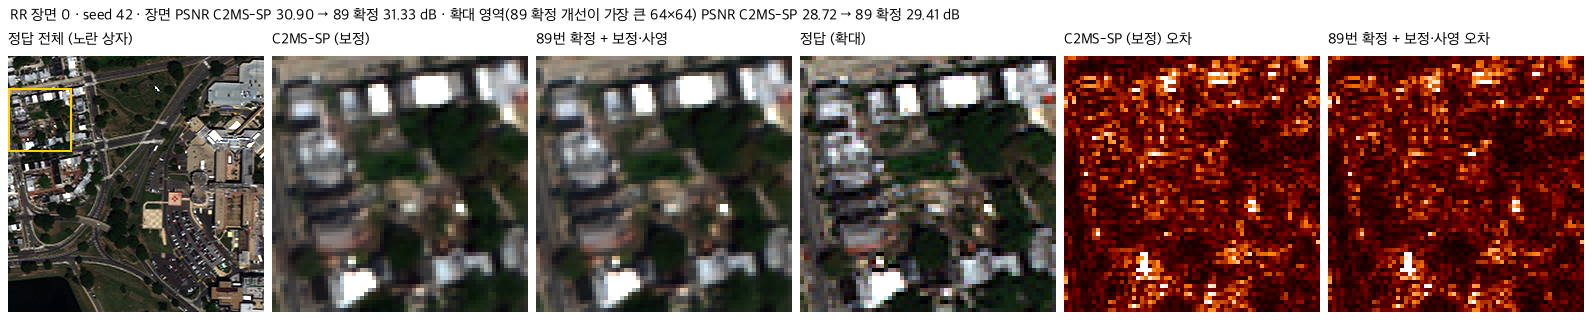 RR 장면 0 · seed 42 · 장면 PSNR C2MS-SP 30.90 → 89 확정 31.33 dB · 확대 영역(89 확정 개선이 가장 큰 64×64) PSNR C2MS-SP 28.72 → 89 확정 29.41 dB
정답 전체 (노란 상자)
C2MS-SP (보정)
89번 확정 + 보정·사영
정답 (확대)
C2MS-SP (보정) 오차
89번 확정 + 보정·사영 오차